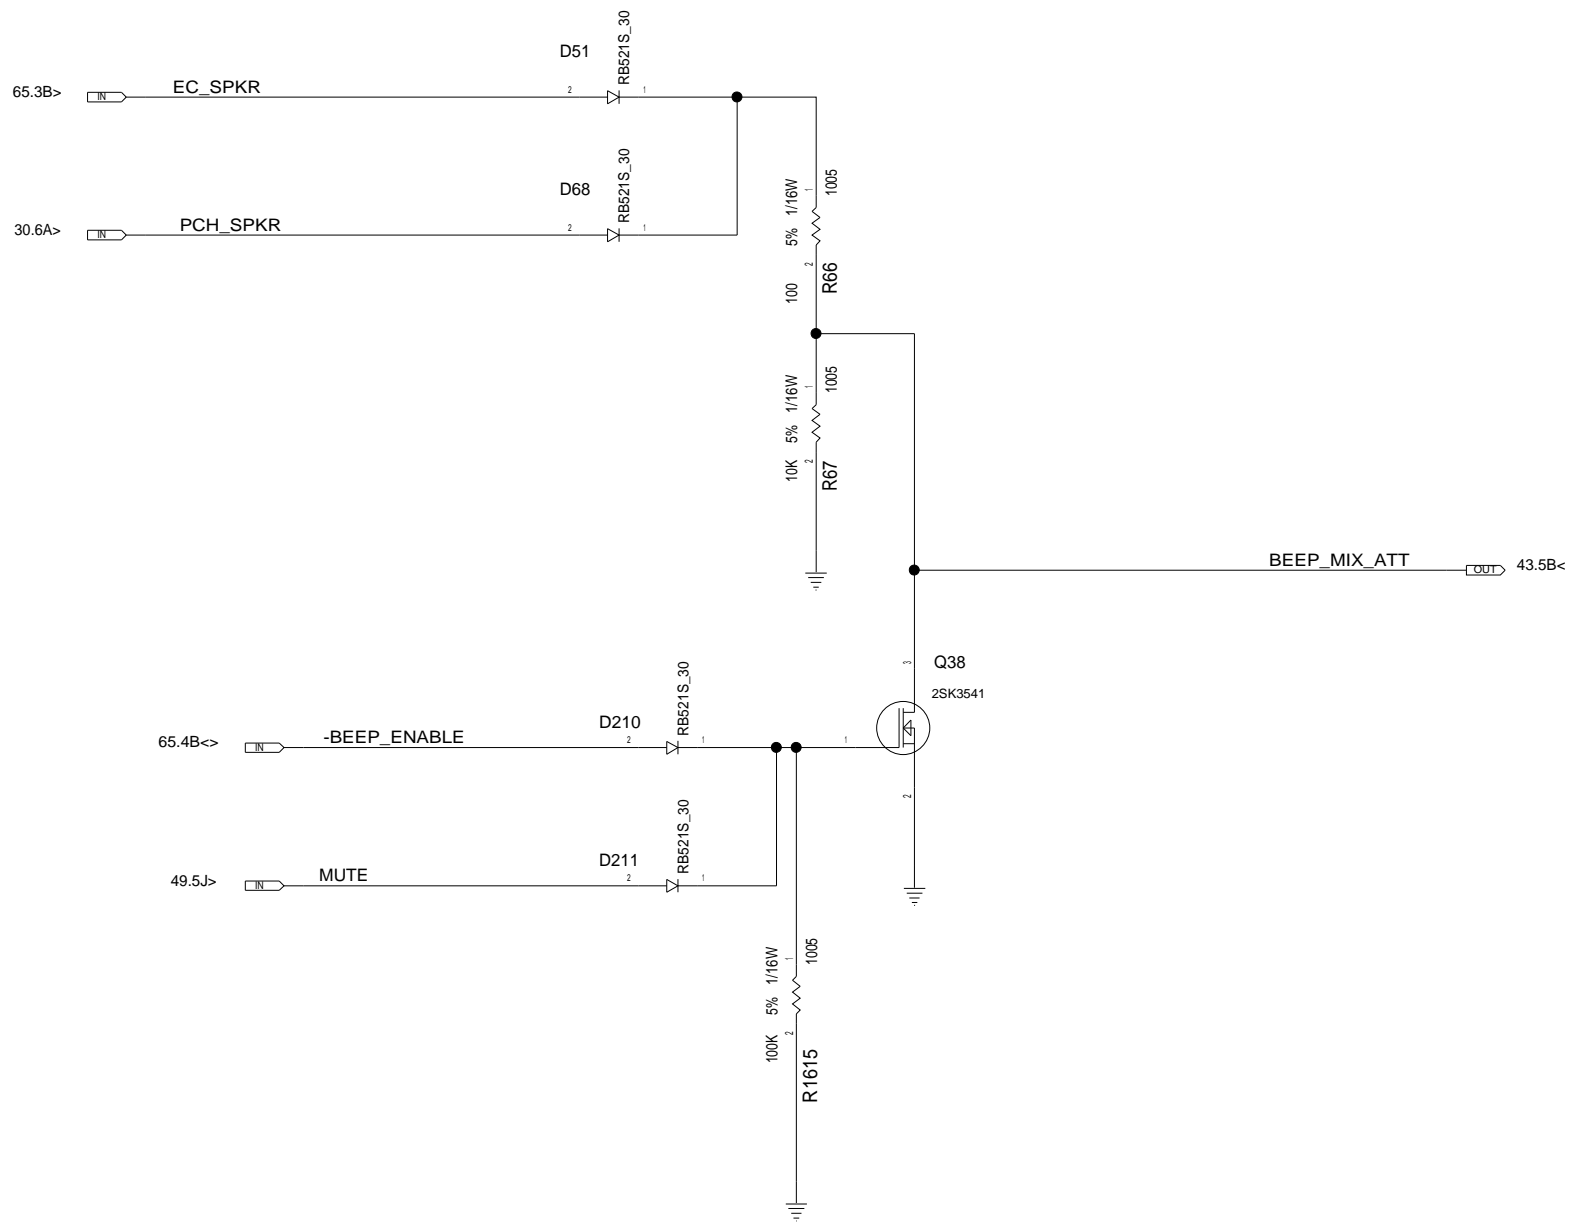 D51
RB521S_30
65.3B>
IN
EC_SPKR
2
1
D68
RB521S_30
30.6A>
IN
PCH_SPKR
2
1
1
1005
5% 1/16W
2
100
R66
1
1005
5% 1/16W
2
10K
R67
BEEP_MIX_ATT
OUT
43.5B<
3
Q38
2SK3541
1
2
D210
RB521S_30
65.4B<>
IN
-BEEP_ENABLE
2
1
D211
RB521S_30
49.5J>
IN
MUTE
2
1
1
1005
5% 1/16W
2
100K
R1615